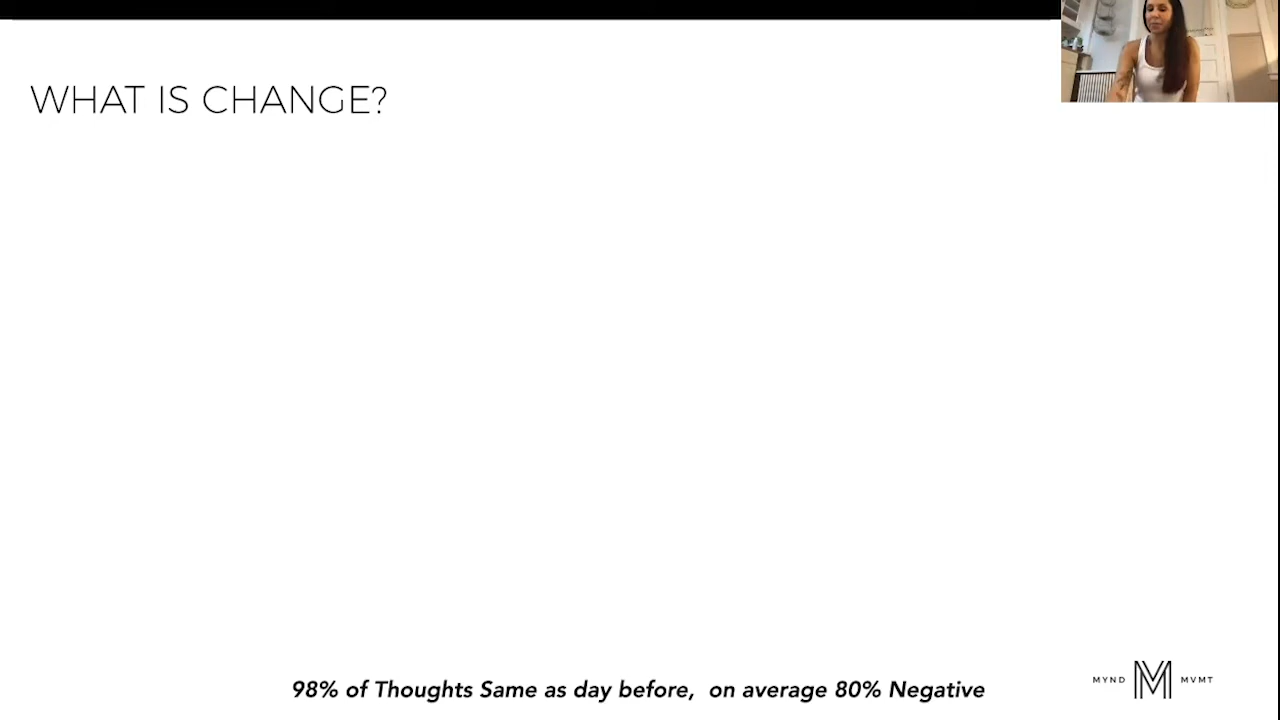 WHAT IS CHANGE?
98% of Thoughts Same as day before, on average 80% Negative
MYND M MVMT